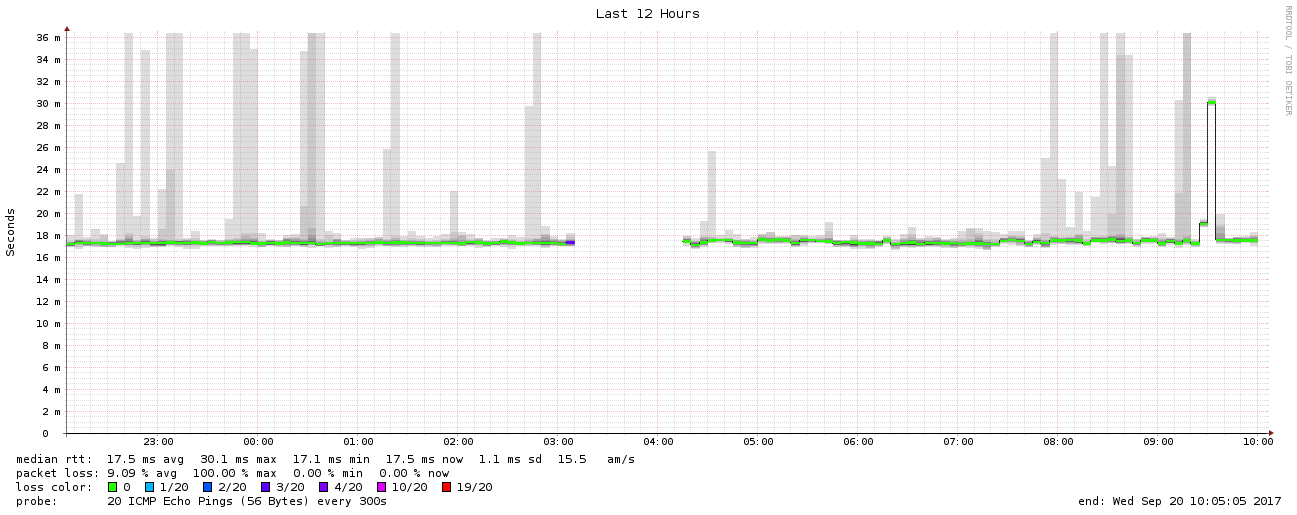 Last 12 Hours
RRDTOOL / TOBI OETIKER
Seconds
36 m
34 m
32 m
30 m
28 m
26 m
24 m
22 m
20 m
18 m
16 m
14 m
12 m
10 m
8 m
6 m
4 m
2 m
0
23:00 00:00 01:00 02:00 03:00 04:00 05:00 06:00 07:00 08:00 09:00 10:00
median rtt: 17.5 ms avg 30.1 ms max 17.1 ms min 17.5 ms now 1.1 ms sd 15.5 am/s
packet loss: 9.09 % avg 100.00 % max 0.00 % min 0.00 % now
loss color: 0 1/20 2/20 3/20 4/20 10/20 19/20
probe: 20 ICMP Echo Pings (56 Bytes) every 300s end: Wed Sep 20 10:05:05 2017